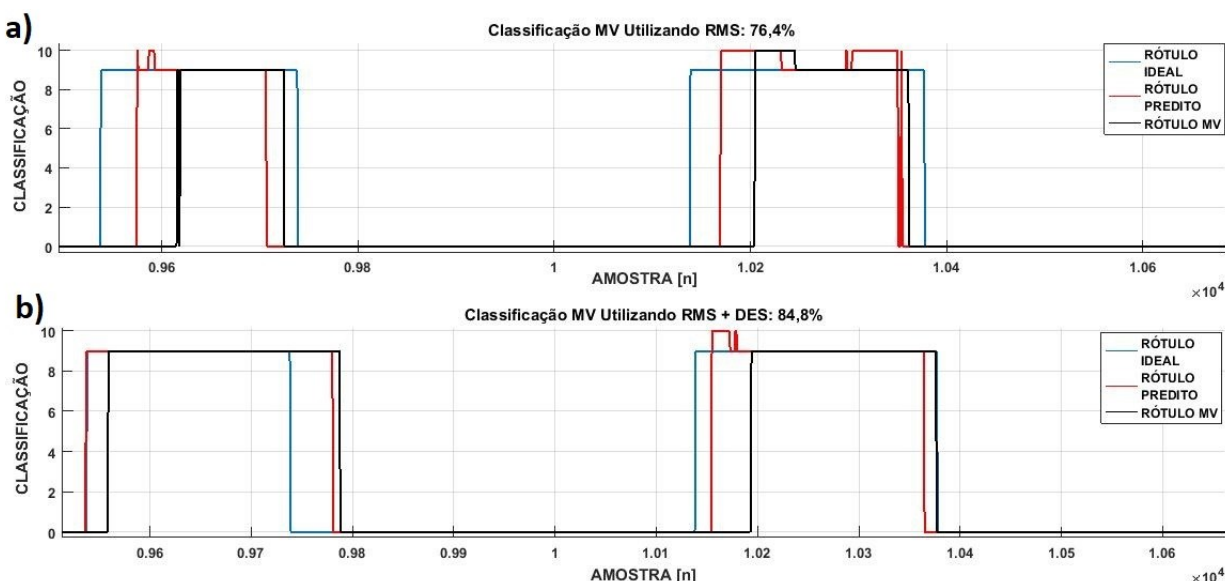 a)
Classificação MV Utilizando RMS: 76,4%
10
8
6
4
2
0
CLASSIFICAÇÃO
RÓTULO
IDEAL
RÓTULO
PREDITO
RÓTULO MV
0.96
0.98
1
1.02
1.04
1.06
AMOSTRA [n]
×10⁴
b)
Classificação MV Utilizando RMS + DES: 84,8%
10
8
6
4
2
0
CLASSIFICAÇÃO
RÓTULO
IDEAL
RÓTULO
PREDITO
RÓTULO MV
0.96
0.97
0.98
0.99
1
1.01
1.02
1.03
1.04
1.05
1.06
AMOSTRA [n]
×10⁴